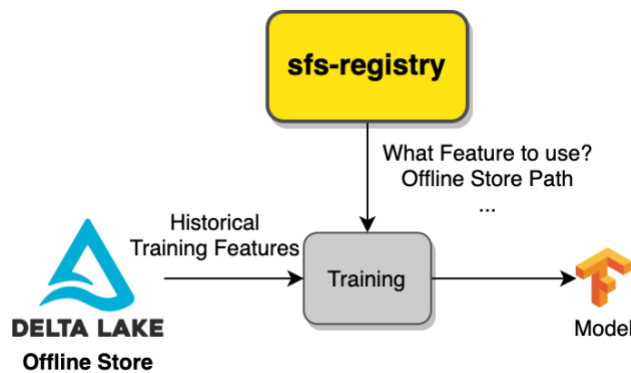 sfs-registry
What Feature to use?
Offline Store Path
...
Historical
Training Features
Training
DELTA LAKE
Offline Store
Model